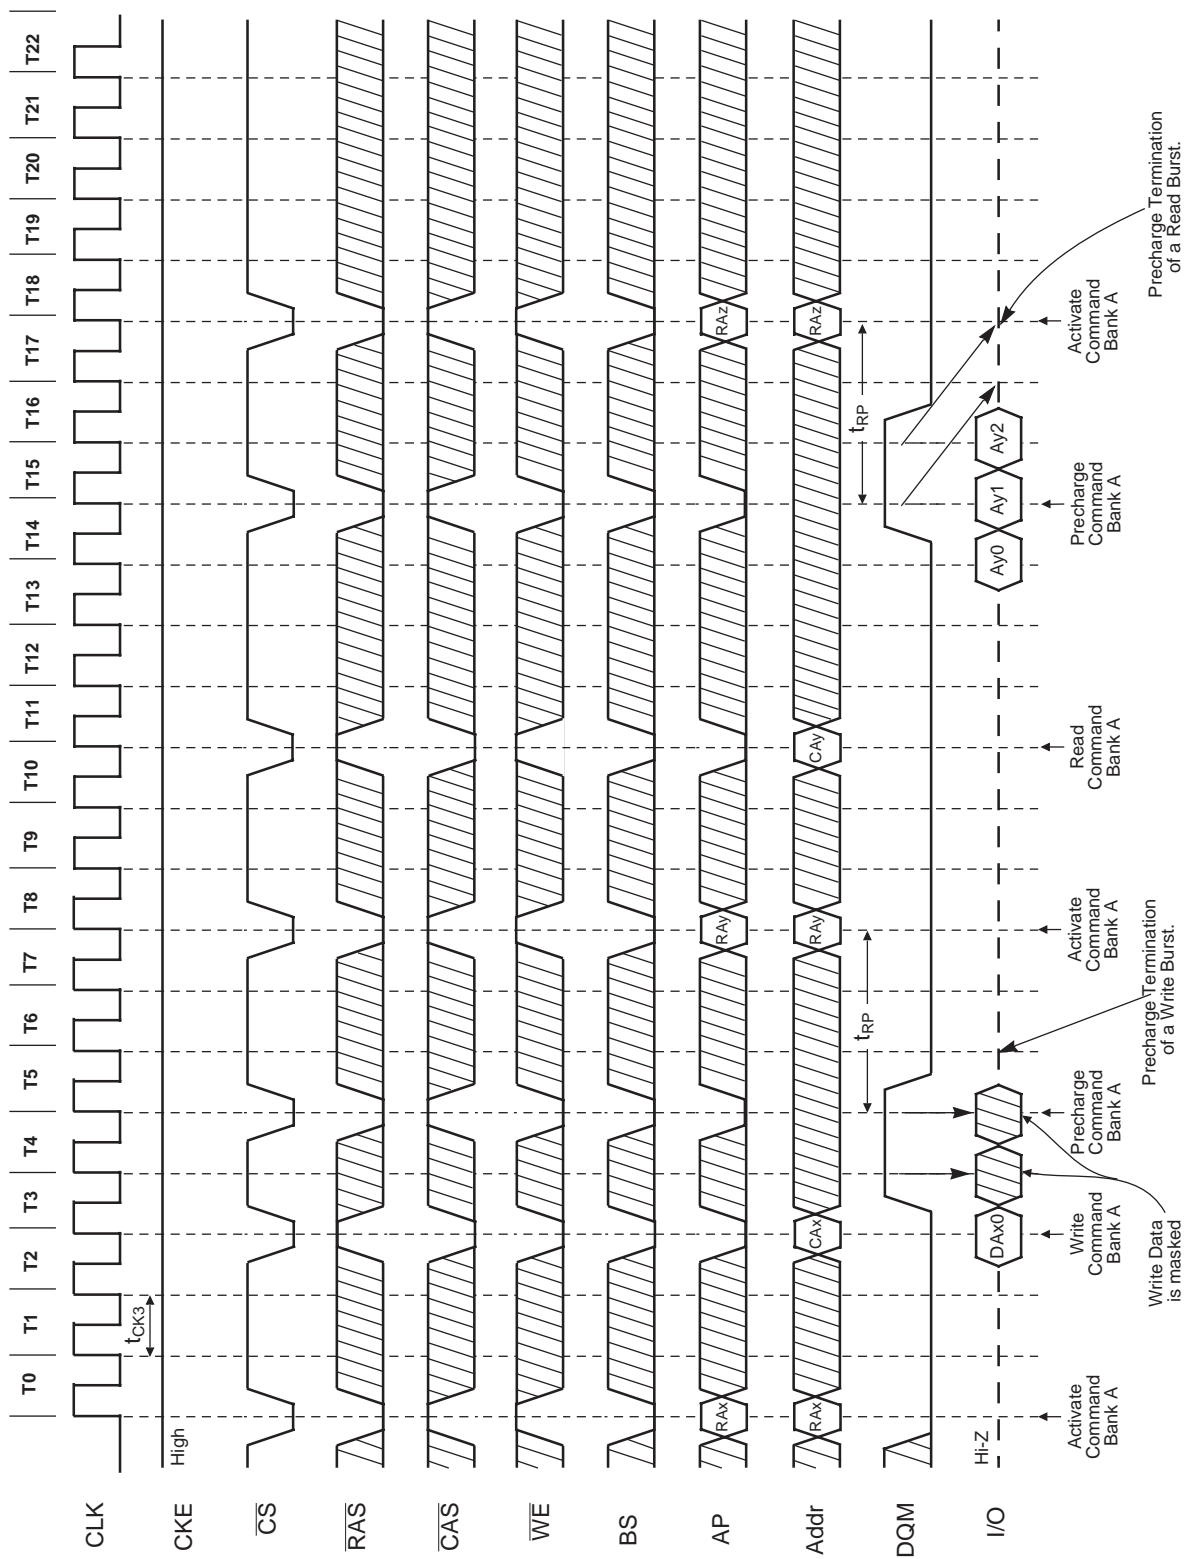 T0 T1 T2 T3 T4 T5 T6 T7 T8 T9 T10 T11 T12 T13 T14 T15 T16 T17 T18 T19 T20 T21 T22
CLK
tCK3
CKE
High
CS
RAS
CAS
WE
BS
AP
RAx
RAy
RAz
Addr
RAx
CAx
RAy
CAy
RAz
tRP
tRP
DQM
I/O
Hi-Z
DAx0
Ay0
Ay1
Ay2
Activate
Command
Bank A
Write
Command
Bank A
Precharge
Command
Bank A
Activate
Command
Bank A
Read
Command
Bank A
Precharge
Command
Bank A
Activate
Command
Bank A
Write Data
is masked
Precharge Termination
of a Write Burst.
Precharge Termination
of a Read Burst.